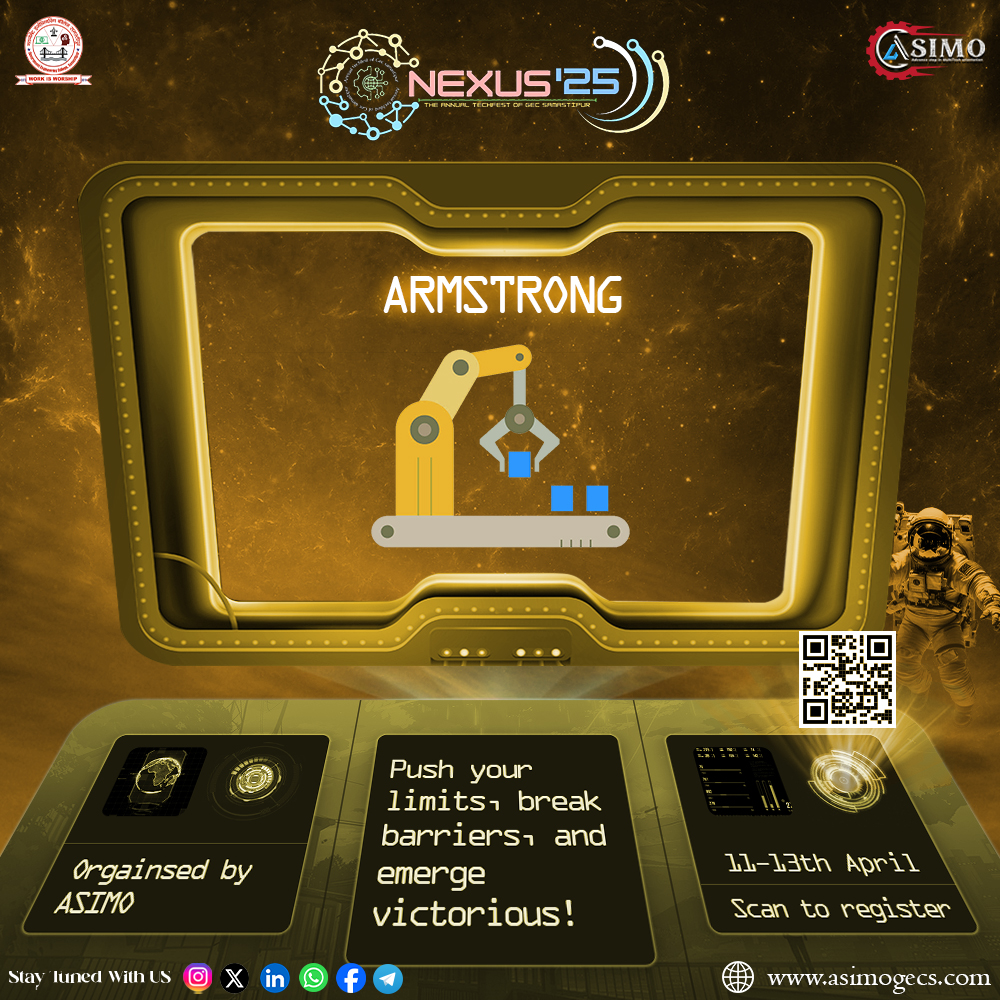 WORK IS WORSHIP
NEXUS'25
THE ANNUAL TECHFEST OF GEC SAMASTIPUR
ASIMO
ARMSTRONG
Orgainsed by
ASIMO
Push your
limits, break
barriers, and
emerge
victorious!
11-13th April
Scan to register
Stay Tuned With US
www.asimogecs.com